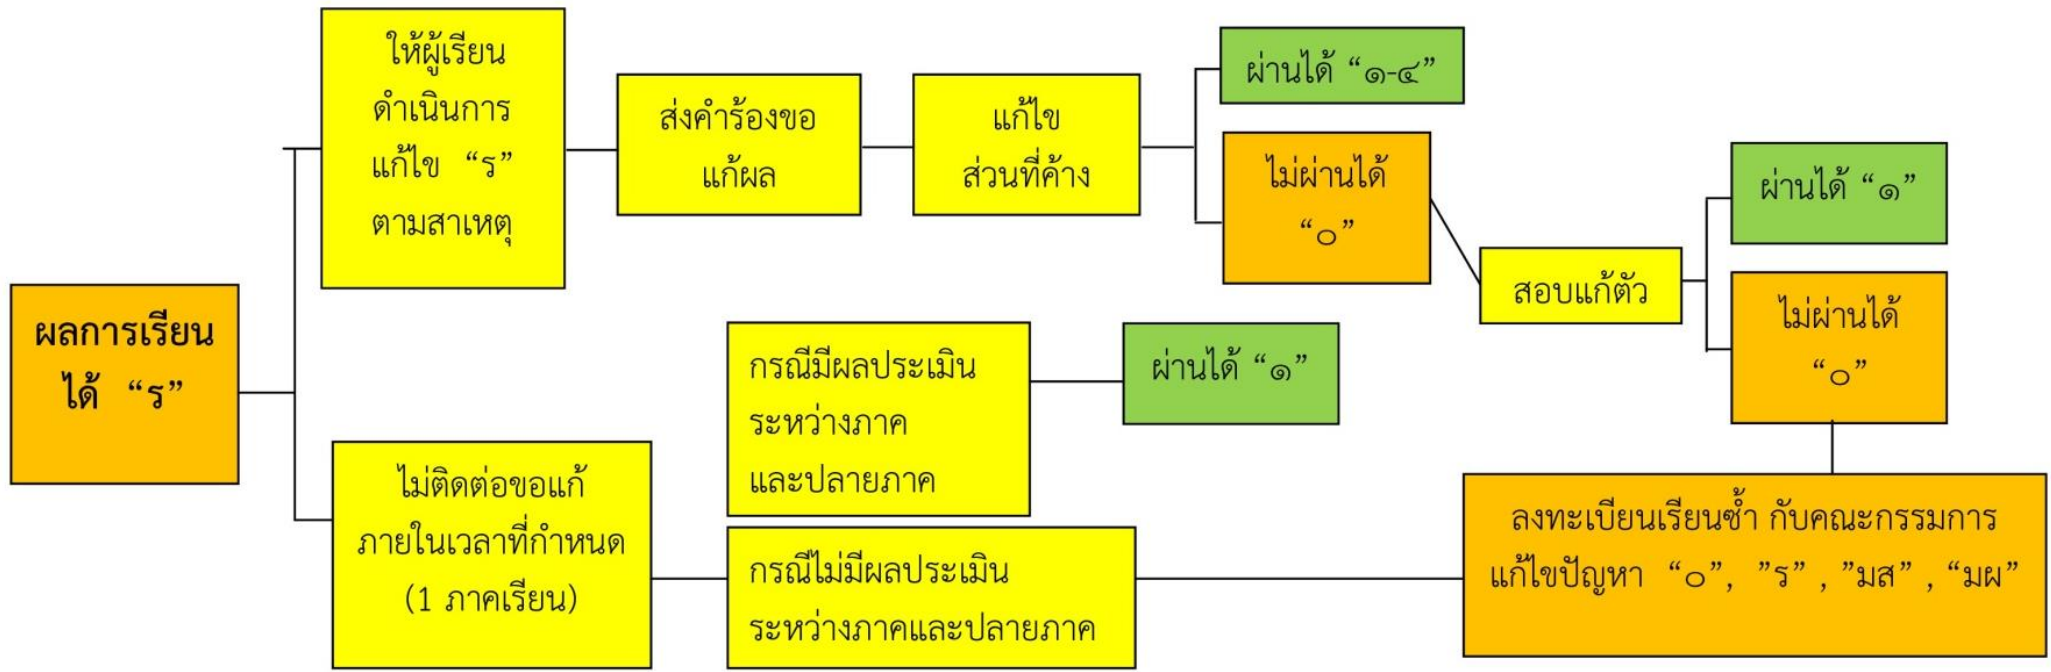 ผลการเรียน
ได้ “ร”
ให้ผู้เรียน
ดำเนินการ
แก้ไข “ร”
ตามสาเหตุ
ส่งคำร้องขอ
แก้ผล
แก้ไข
ส่วนที่ค้าง
ผ่านได้ “๑-๔”
ไม่ผ่านได้
“๐”
สอบแก้ตัว
ผ่านได้ “๑”
ไม่ผ่านได้
“๐”
ไม่ติดต่อขอแก้
ภายในเวลาที่กำหนด
(1 ภาคเรียน)
กรณีมีผลประเมิน
ระหว่างภาค
และปลายภาค
ผ่านได้ “๑”
กรณีไม่มีผลประเมิน
ระหว่างภาคและปลายภาค
ลงทะเบียนเรียนซ้ำ กับคณะกรรมการ
แก้ไขปัญหา “๐”, ”ร” , ”มส” , “มผ”